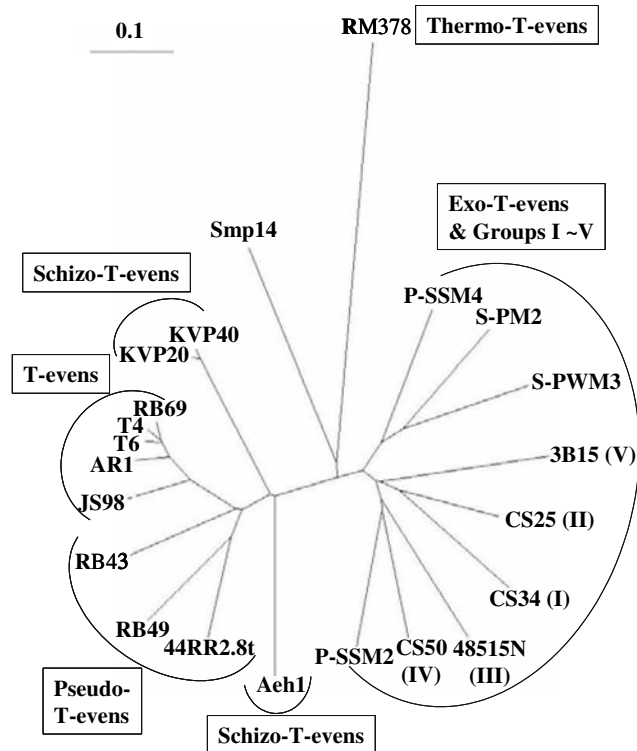 0.1
RM378
Thermo-T-evens
Exo-T-evens
& Groups I ~V
Smp14
Schizo-T-evens
P-SSM4
S-PM2
KVP40
KVP20
T-evens
S-PWM3
RB69
T4
T6
AR1
3B15 (V)
JS98
CS25 (II)
RB43
CS34 (I)
RB49
44RR2.8t
P-SSM2
CS50
(IV)
48515N
(III)
Aeh1
Pseudo-
T-evens
Schizo-T-evens